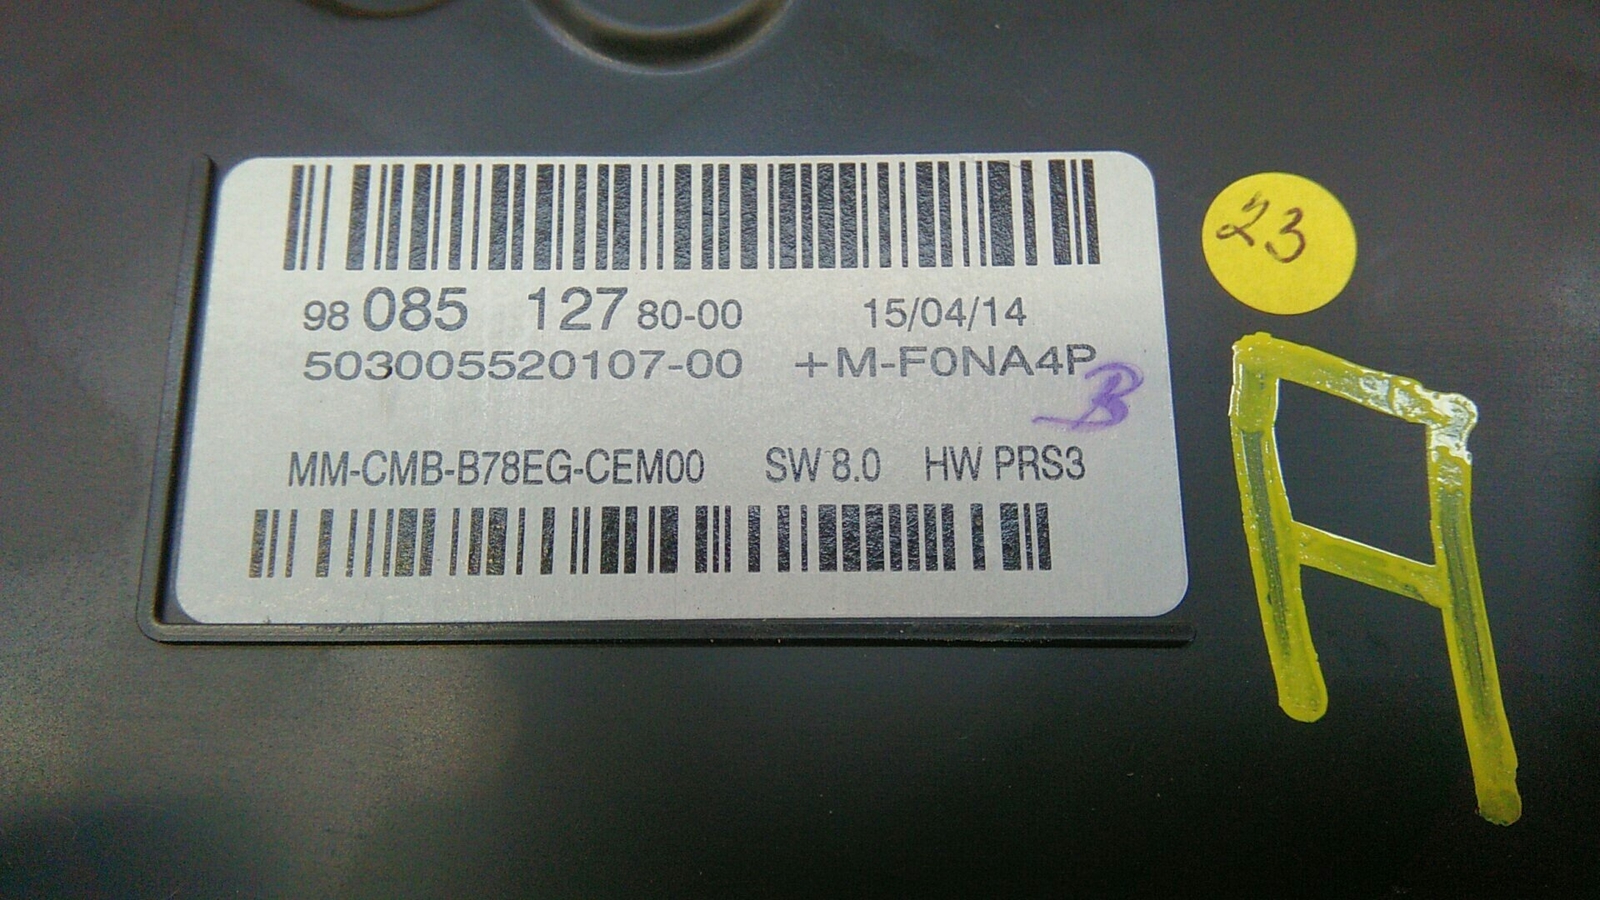 98 085 127 80-00 15/04/14
503005520107-00 +M-F0NA4P
B
MM-CMB-B78EG-CEM00 SW 8.0 HW PRS3
23
A